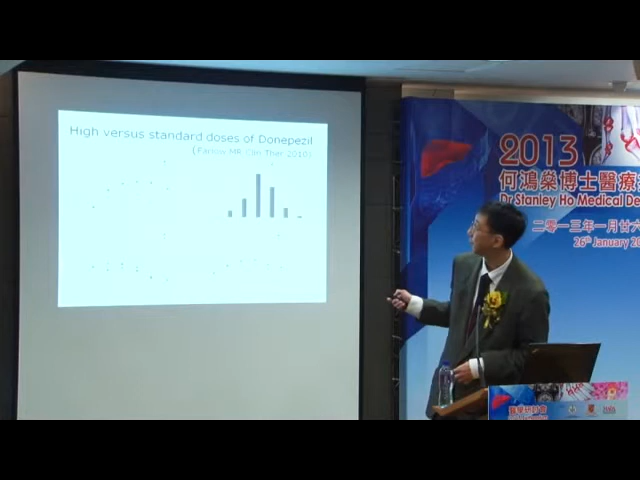 High versus standard doses of Donepezil
(Farlow MR Clin Ther 2010)
2013
何鴻燊博士醫療
Dr Stanley Ho Medical De
二零一三年一月廿六
26th January 20